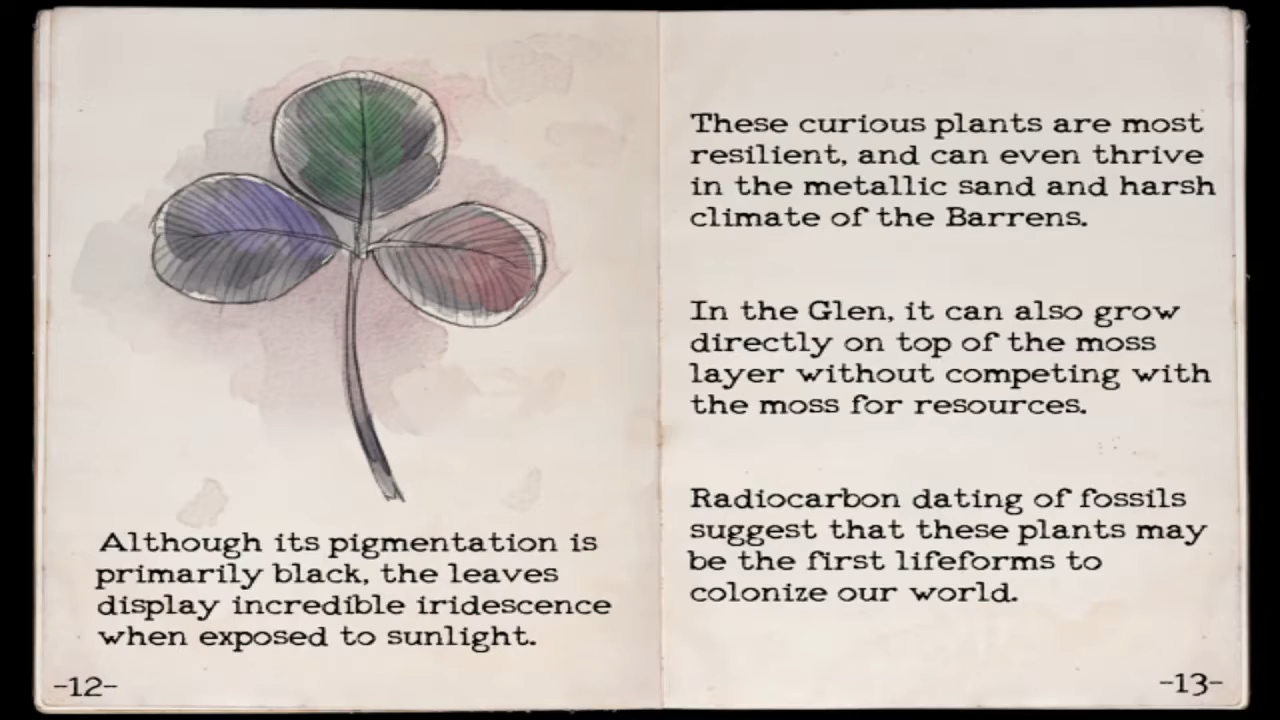 Although its pigmentation is
primarily black, the leaves
display incredible iridescence
when exposed to sunlight.
-12-
These curious plants are most
resilient, and can even thrive
in the metallic sand and harsh
climate of the Barrens.
In the Glen, it can also grow
directly on top of the moss
layer without competing with
the moss for resources.
Radiocarbon dating of fossils
suggest that these plants may
be the first lifeforms to
colonize our world.
-13-